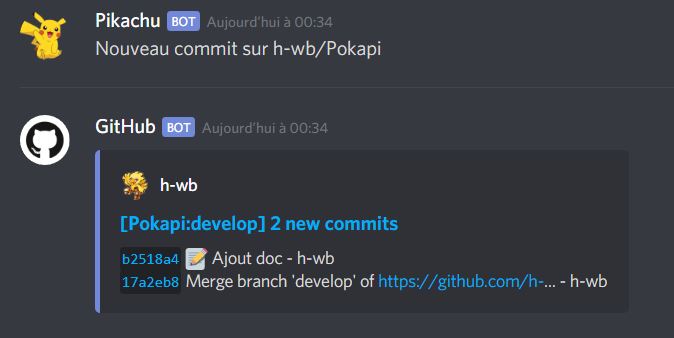 Pikachu BOT Aujourd'hui à 00:34
Nouveau commit sur h-wb/Pokapi
GitHub BOT Aujourd'hui à 00:34
h-wb
[Pokapi:develop] 2 new commits
b2518a4 📝 Ajout doc - h-wb
17a2eb8 Merge branch 'develop' of https://github.com/h-... - h-wb